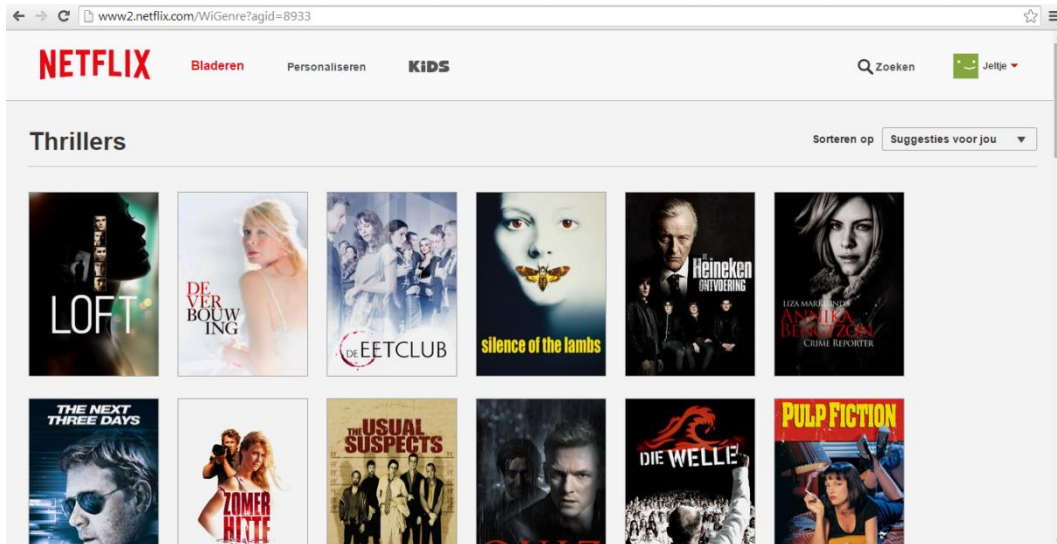 www2.netflix.com/WiGenre?agid=8933
NETFLIX Bladeren Personaliseren KiDS Zoeken Jeltje
Thrillers
Sorteren op Suggesties voor jou
LOFT
DE
VER
BOUW
ING
DE EETCLUB
silence of the lambs
DE
Heineken
ONTVOERING
LIZA MARKLUND'S
ANNIKA
BENGTZON
CRIME REPORTER
THE NEXT
THREE DAYS
ZOMER
HITTE
THE USUAL
SUSPECTS
QUIZ
DIE WELLE
PULP FICTION